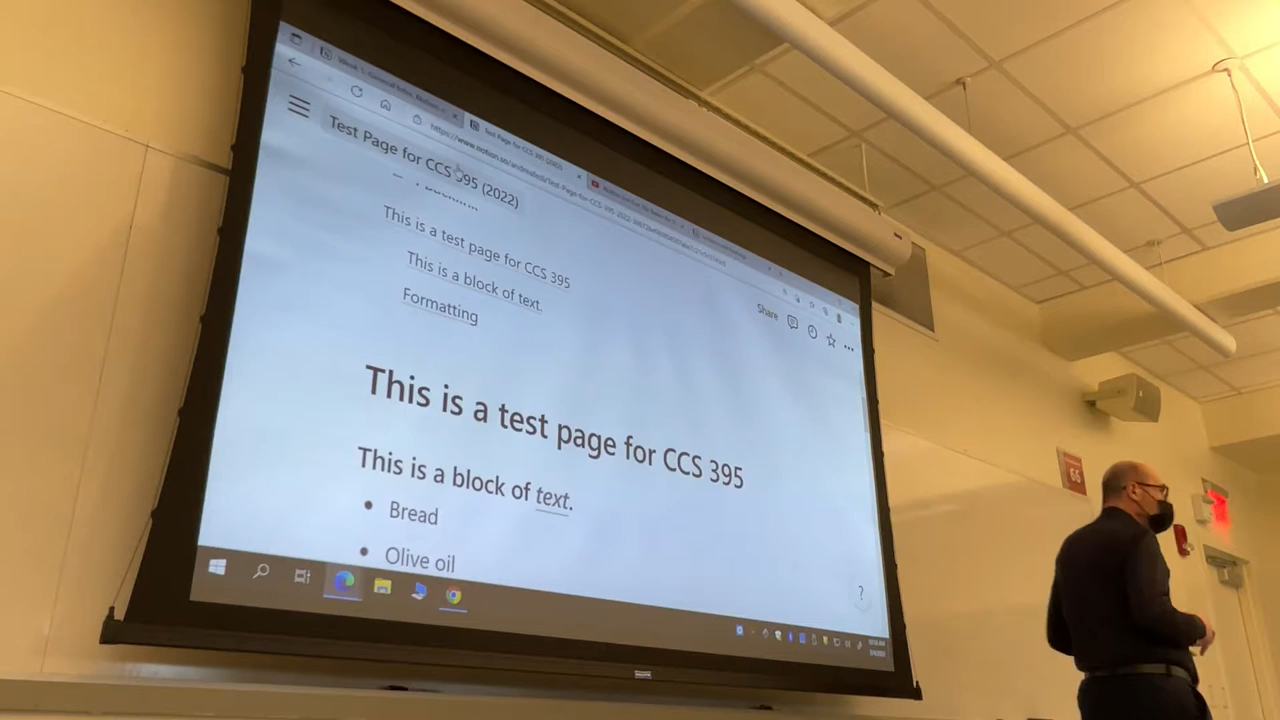 Test Page for CCS 395 (2022)
Share
This is a test page for CCS 395
This is a block of text.
Formatting
This is a test page for CCS 395
This is a block of text.
• Bread
• Olive oil
?
66